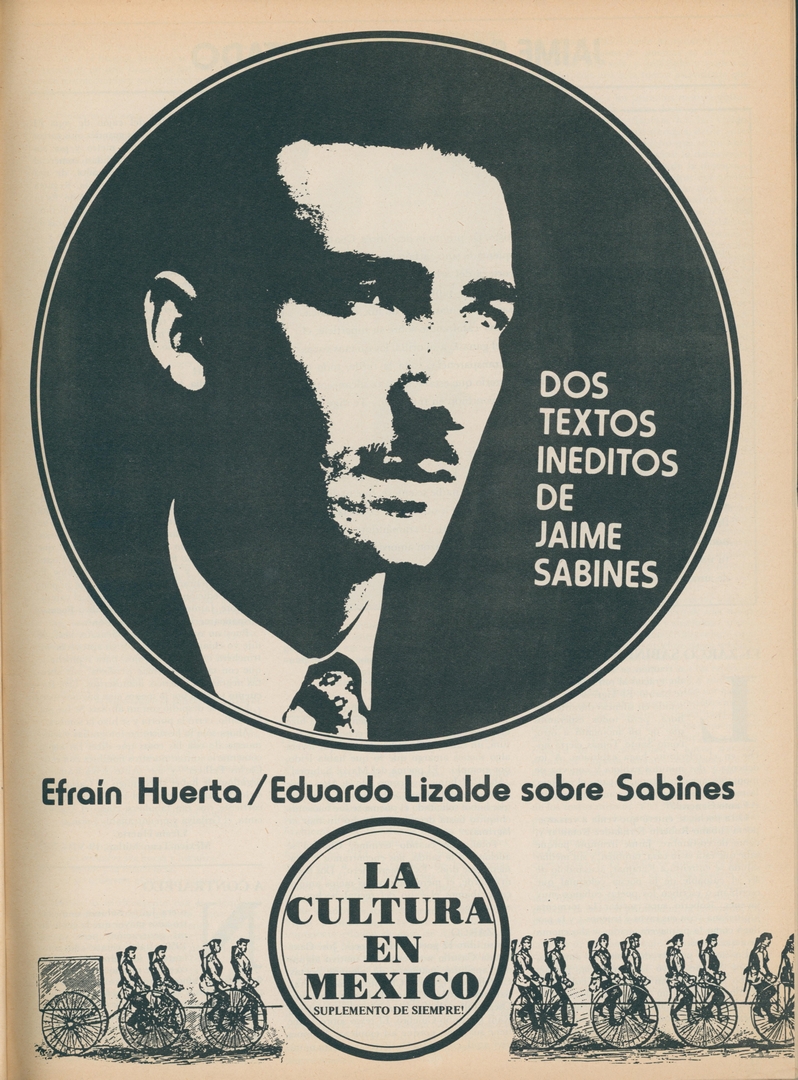 DOS
TEXTOS
INEDITOS
DE
JAIME
SABINES
Efraín Huerta/Eduardo Lizalde sobre Sabines
LA
CULTURA
EN
MEXICO
SUPLEMENTO DE SIEMPRE!